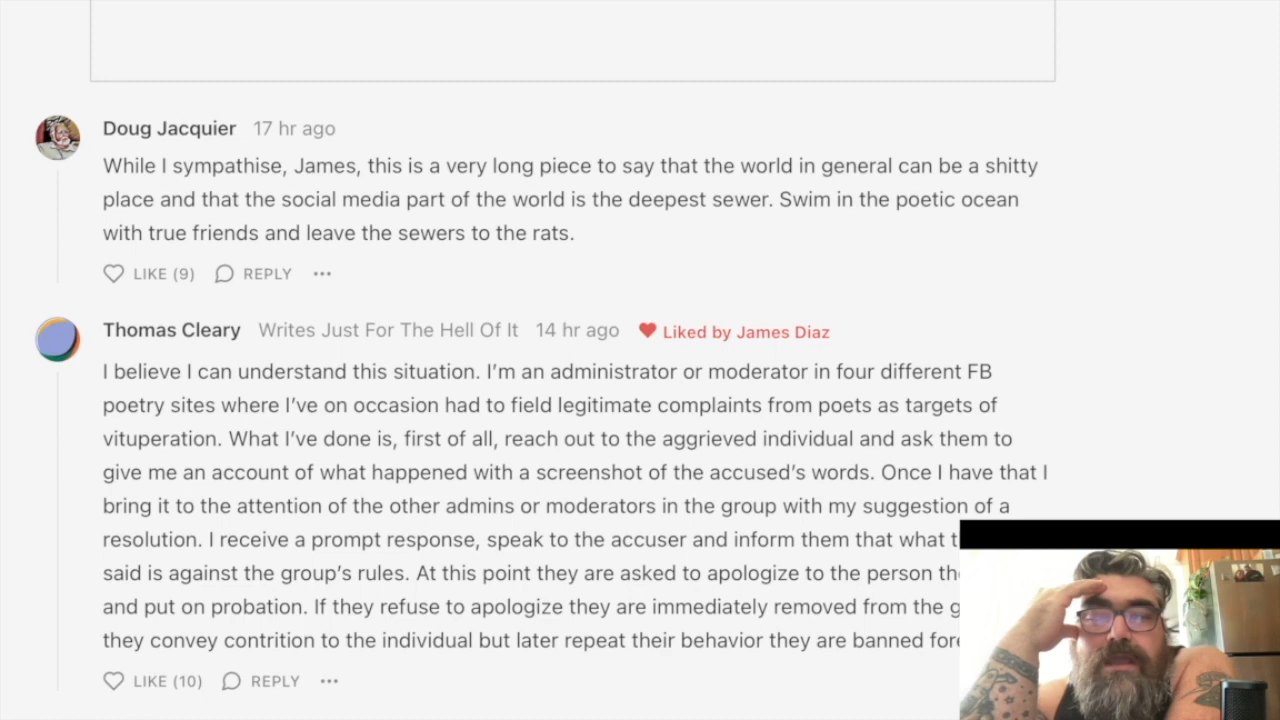 Doug Jacquier 17 hr ago
While I sympathise, James, this is a very long piece to say that the world in general can be a shitty
place and that the social media part of the world is the deepest sewer. Swim in the poetic ocean
with true friends and leave the sewers to the rats.
LIKE (9) REPLY
Thomas Cleary Writes Just For The Hell Of It 14 hr ago Liked by James Diaz
I believe I can understand this situation. I’m an administrator or moderator in four different FB
poetry sites where I’ve on occasion had to field legitimate complaints from poets as targets of
vituperation. What I’ve done is, first of all, reach out to the aggrieved individual and ask them to
give me an account of what happened with a screenshot of the accused’s words. Once I have that I
bring it to the attention of the other admins or moderators in the group with my suggestion of a
resolution. I receive a prompt response, speak to the accuser and inform them that what
said is against the group’s rules. At this point they are asked to apologize to the person
and put on probation. If they refuse to apologize they are immediately removed from the
they convey contrition to the individual but later repeat their behavior they are banned
LIKE (10) REPLY